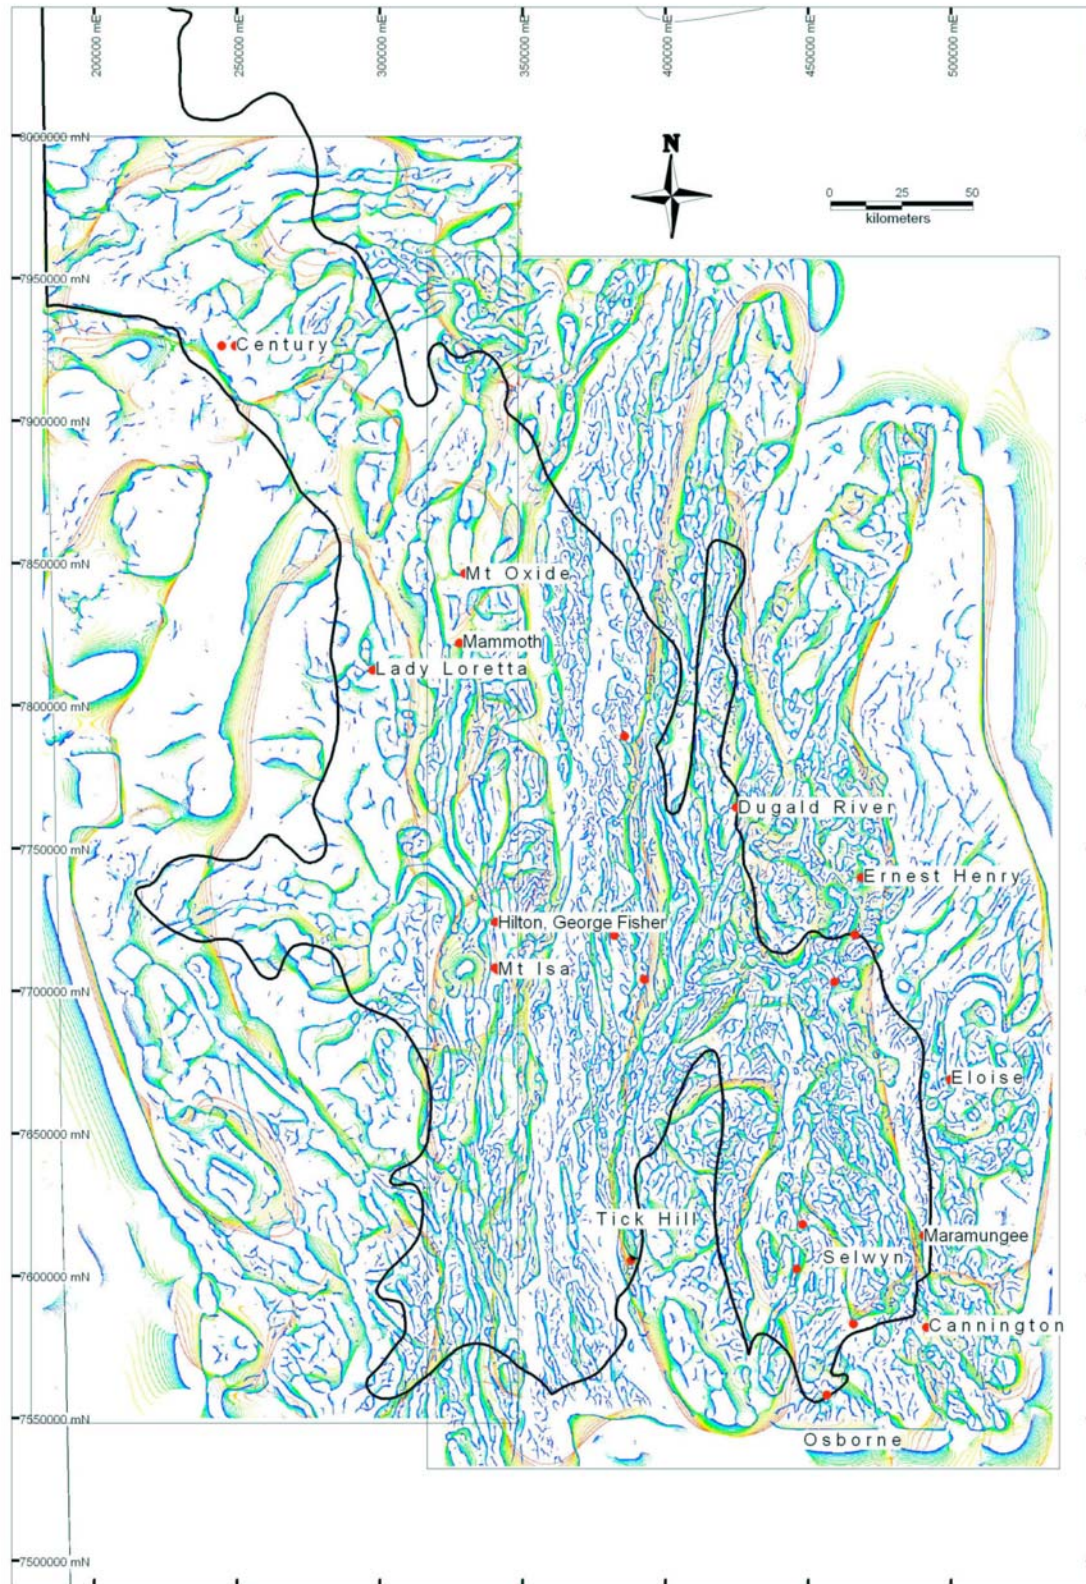 200000 mE
250000 mE
300000 mE
350000 mE
400000 mE
450000 mE
500000 mE
8000000 mN
N
0 25 50
kilometers
7950000 mN
Century
7900000 mN
7850000 mN
Mt Oxide
Mammoth
Lady Loretta
7800000 mN
Dugald River
7750000 mN
Ernest Henry
Hilton, George Fisher
Mt Isa
7700000 mN
Eloise
7650000 mN
Tick Hill
Maramungee
Selwyn
7600000 mN
Cannington
7550000 mN
Osborne
7500000 mN